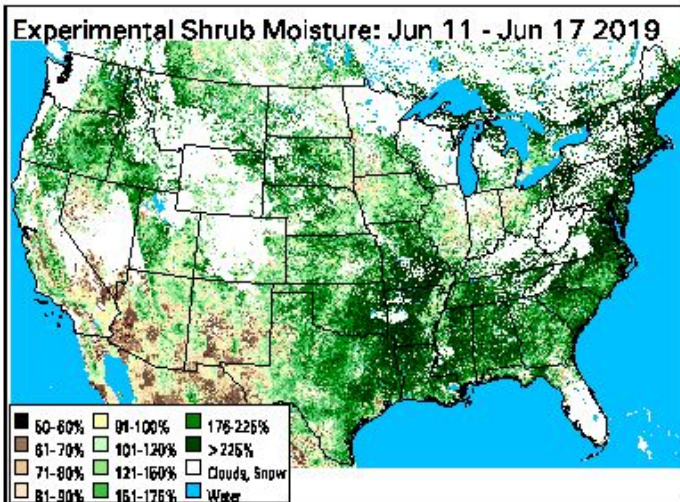 Experimental Shrub Moisture: Jun 11 - Jun 17 2019
50-60% 91-100% 176-225%
61-70% 101-120% >225%
71-80% 121-150% Clouds, Snow
81-90% 151-175% Water